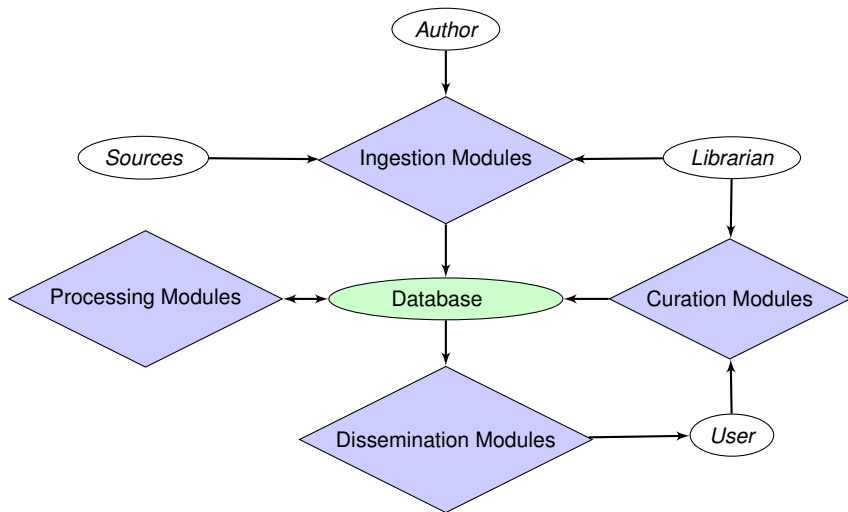 Author
Sources
Ingestion Modules
Librarian
Processing Modules
Database
Curation Modules
Dissemination Modules
User